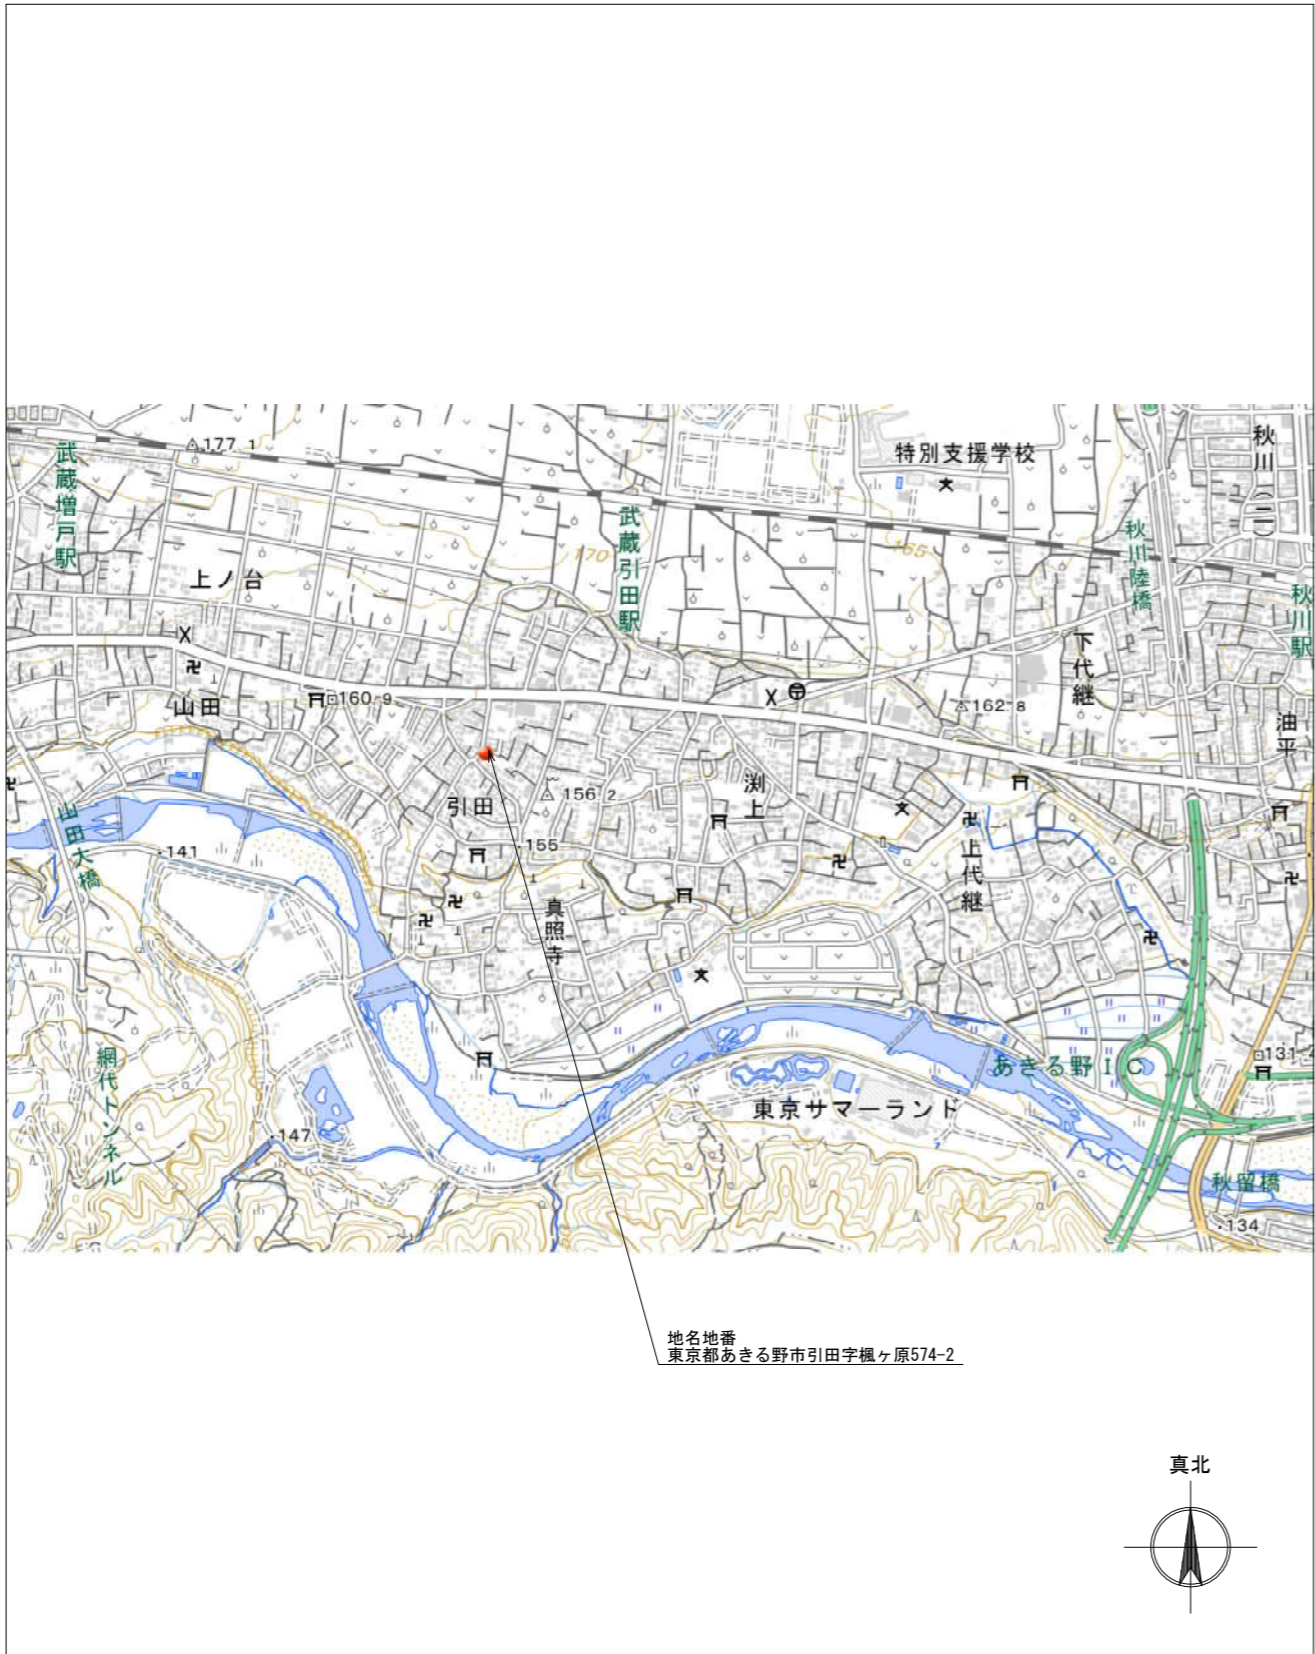 177.1
武蔵増戸駅
特別支援学校
秋川(二)
武蔵引田駅
秋川陸橋
170
165
上ノ台
秋川駅
下代継
山田
160.9
162.8
油平
引田
156.2
渕上
山田大橋
141
155
上代継
真照寺
網代トンネル
あきる野IC
131.4
東京サマーランド
147
秋留橋
134
地名地番
東京都あきる野市引田字楓ヶ原574-2
真北